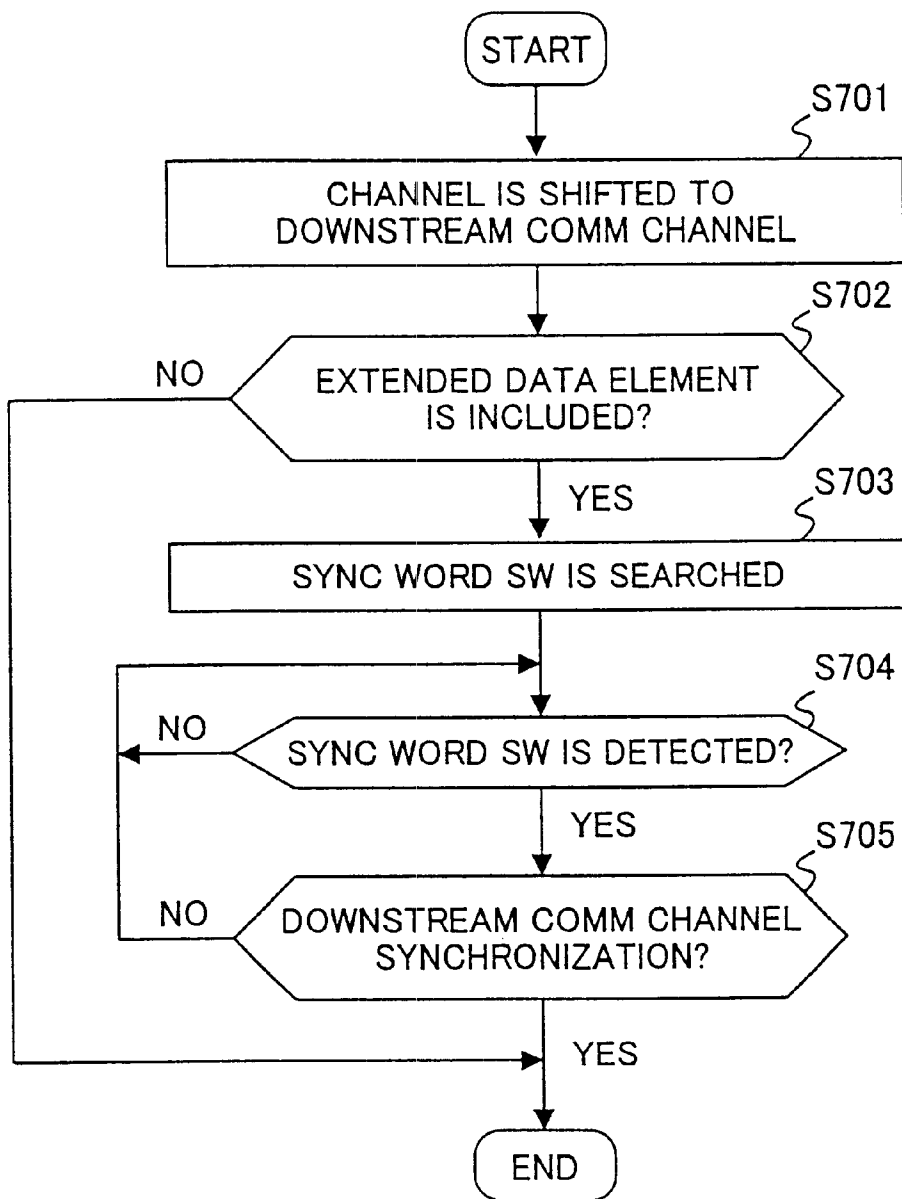 START
S701
CHANNEL IS SHIFTED TO
DOWNSTREAM COMM CHANNEL
S702
NO
EXTENDED DATA ELEMENT
IS INCLUDED?
YES
S703
SYNC WORD SW IS SEARCHED
S704
NO
SYNC WORD SW IS DETECTED?
YES
S705
NO
DOWNSTREAM COMM CHANNEL
SYNCHRONIZATION?
YES
END